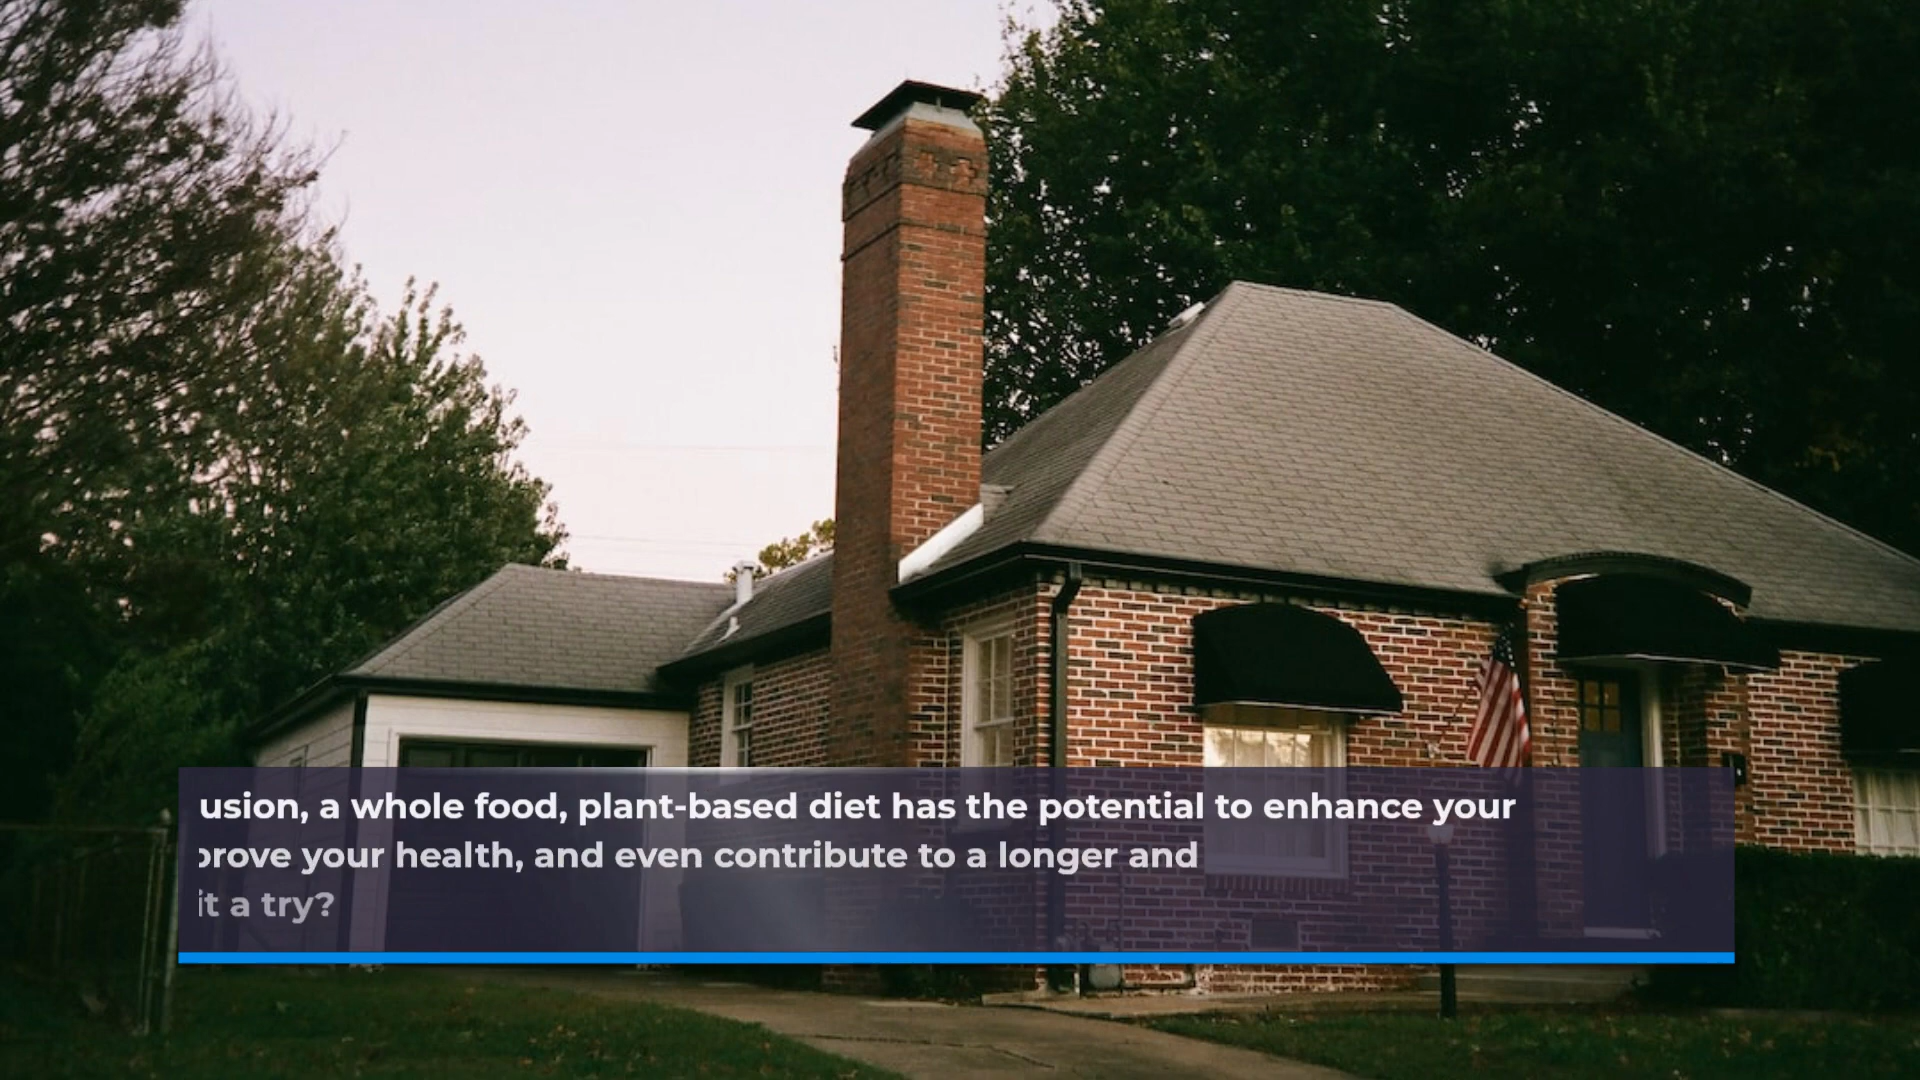 usion, a whole food, plant-based diet has the potential to enhance your
prove your health, and even contribute to a longer and
it a try?